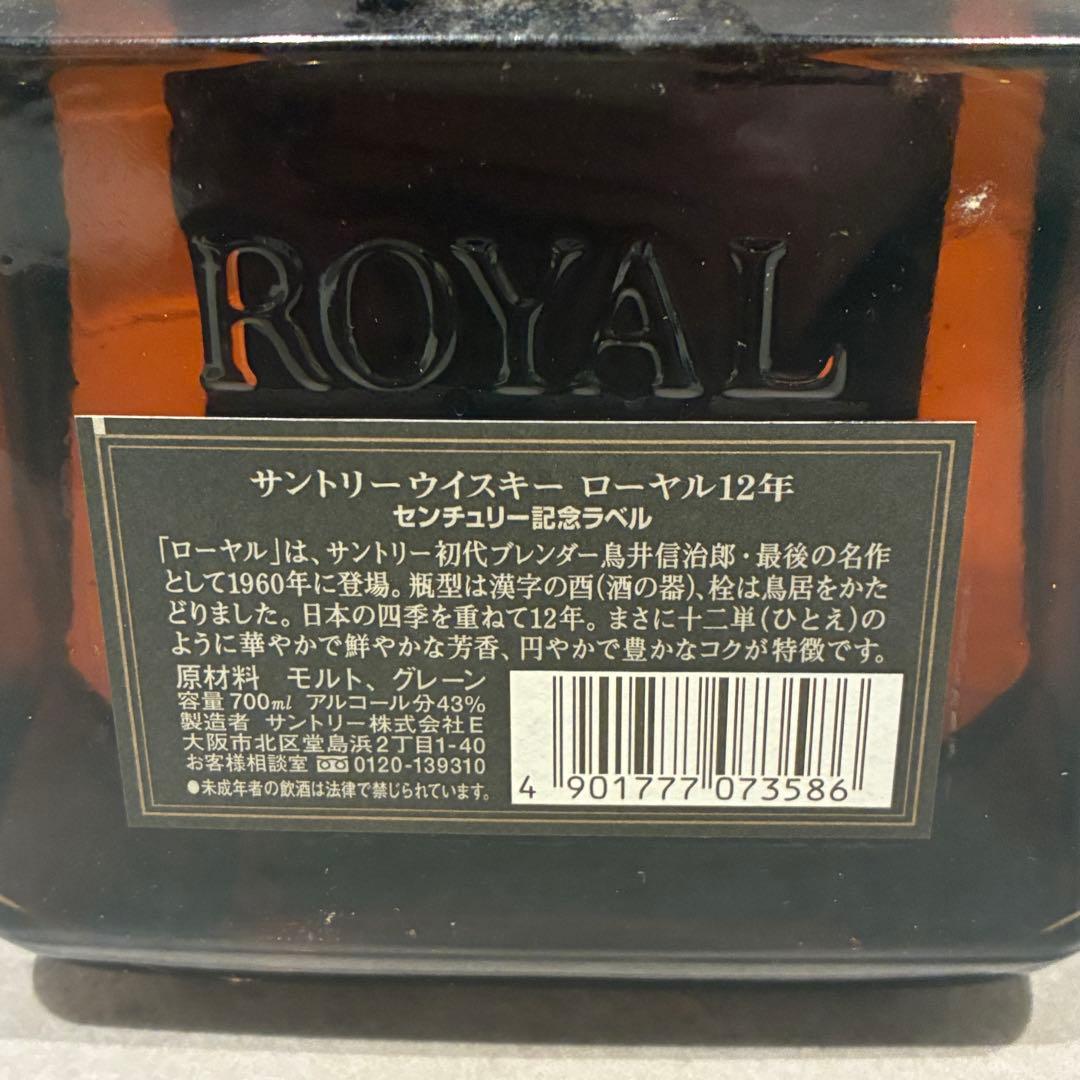 ROYAL
サントリーウイスキー ローヤル12年
センチュリー記念ラベル
「ローヤル」は、サントリー初代ブレンダー鳥井信治郎・最後の名作
として1960年に登場。瓶型は漢字の酉(酒の器)、栓は鳥居をかた
どりました。日本の四季を重ねて12年。まさに十二単(ひとえ)の
ように華やかで鮮やかな芳香、円やかで豊かなコクが特徴です。
原材料 モルト、グレーン
容量700ml アルコール分43%
製造者 サントリー株式会社E
大阪市北区堂島浜2丁目1-40
お客様相談室 0120-139310
●未成年者の飲酒は法律で禁じられています。
4 901777 073586